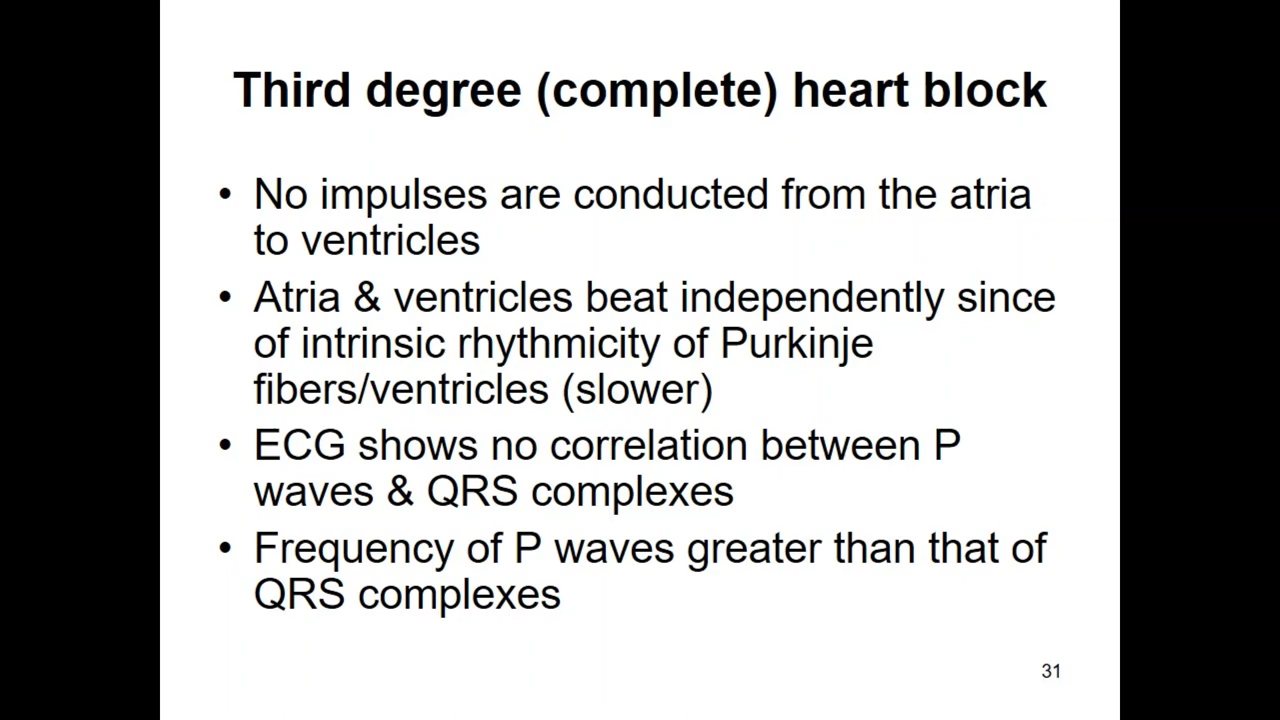 Third degree (complete) heart block
• No impulses are conducted from the atria
to ventricles
• Atria & ventricles beat independently since
of intrinsic rhythmicity of Purkinje
fibers/ventricles (slower)
• ECG shows no correlation between P
waves & QRS complexes
• Frequency of P waves greater than that of
QRS complexes
31